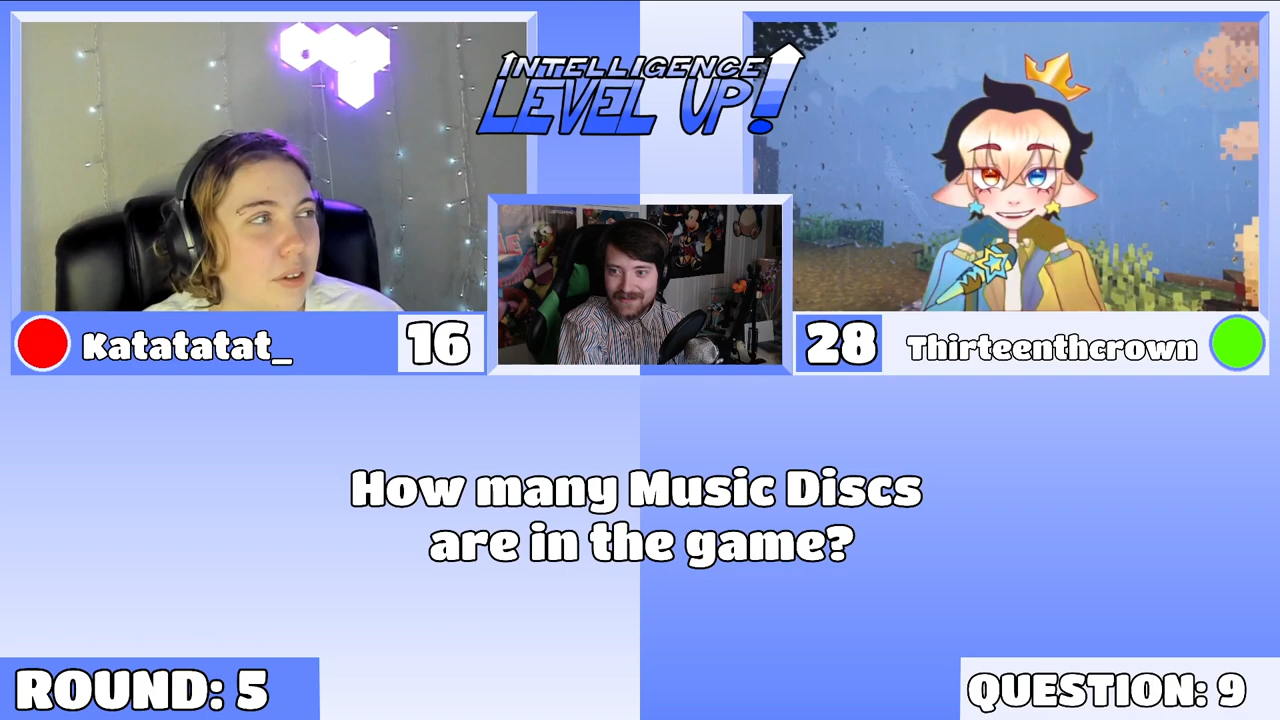 INTELLIGENCE
LEVEL UP!
Katatatat_
16
28
Thirteenthcrown
How many Music Discs
are in the game?
ROUND: 5
QUESTION: 9